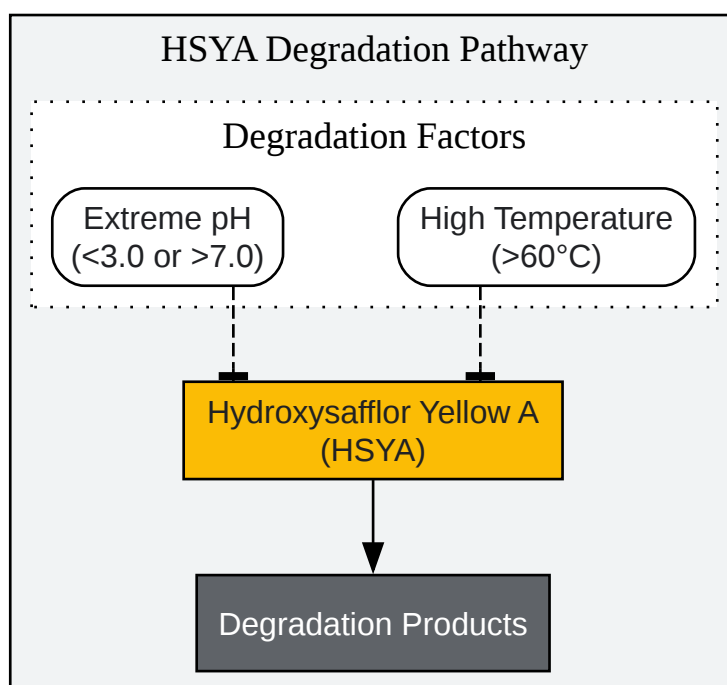 HSYA Degradation Pathway
Degradation Factors
Extreme pH
(<3.0 or >7.0)
High Temperature
(>60°C)
Hydroxysafflor Yellow A
(HSYA)
Degradation Products